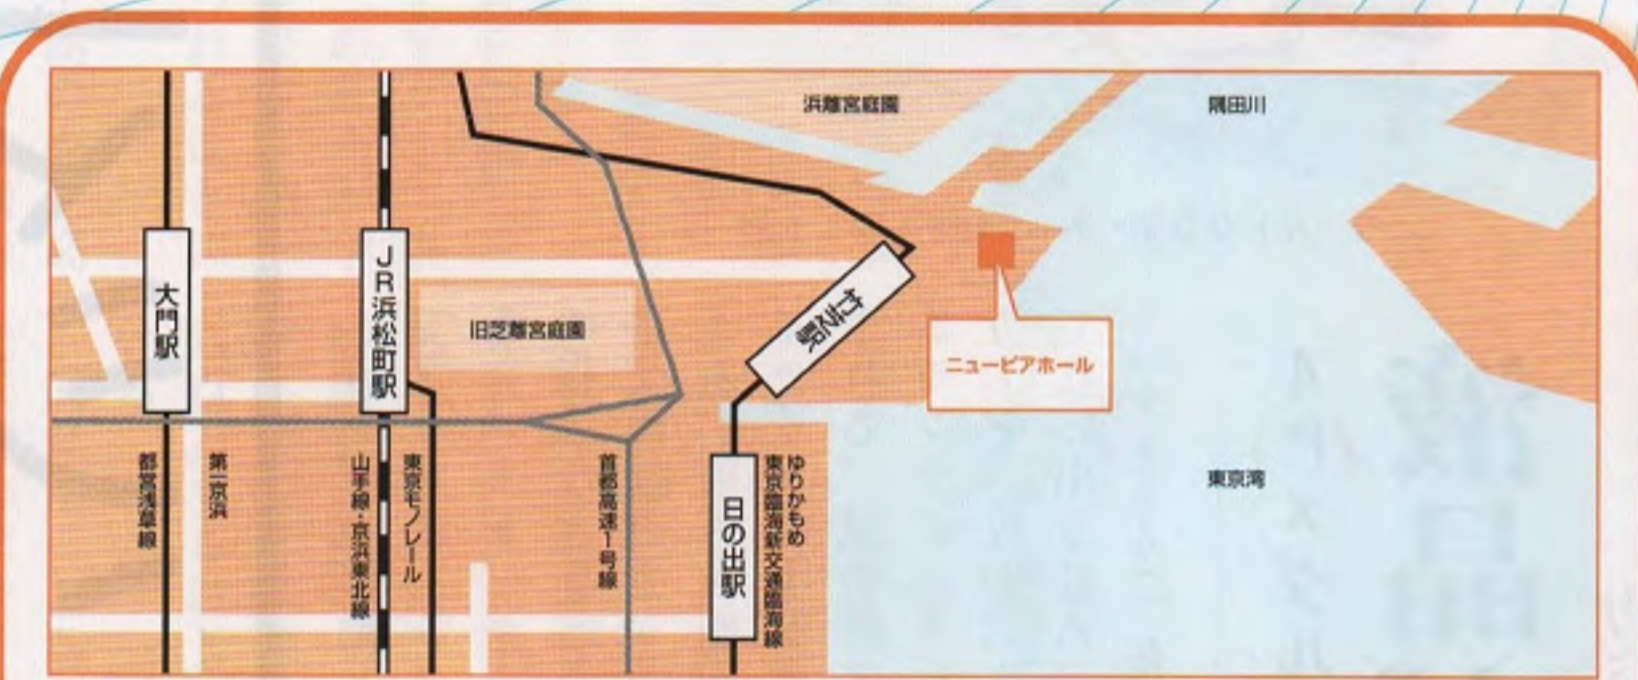 浜離宮庭園
隅田川
大門駅
JR浜松町駅
旧芝離宮庭園
竹芝駅
ニューピアホール
都営浅草線
第一京浜
山手線・京浜東北線
東京モノレール
首都高速1号線
日の出駅
ゆりかもめ
東京臨海新交通臨海線
東京湾